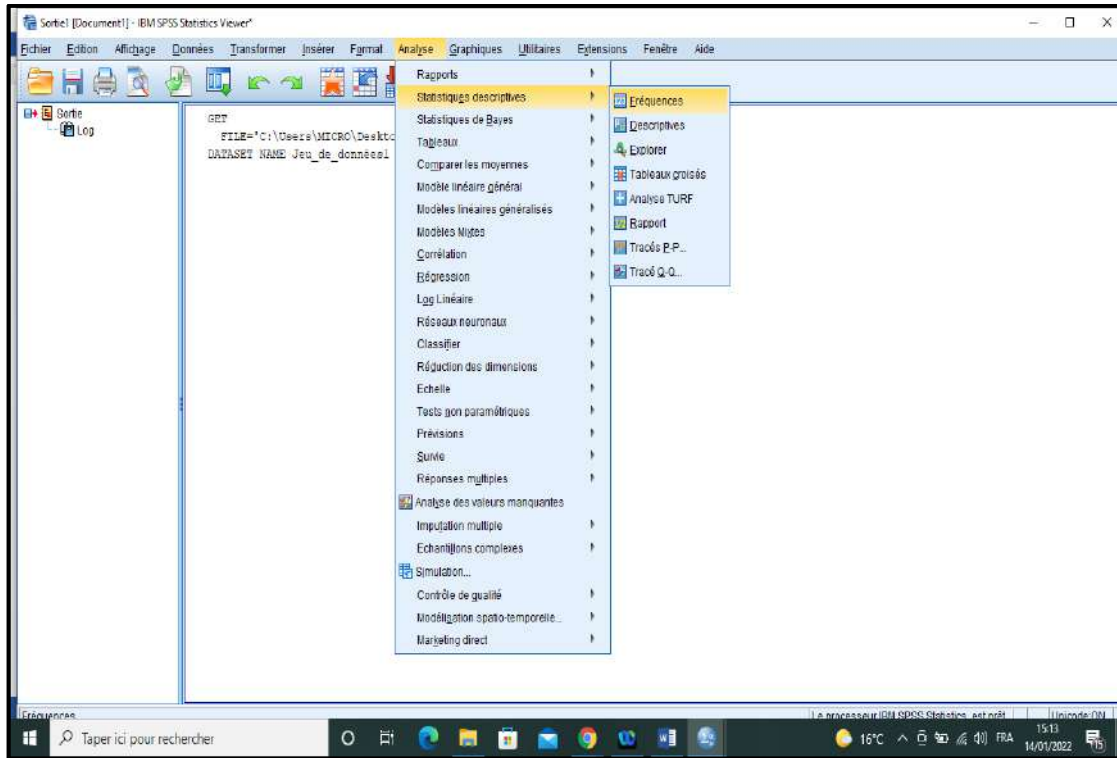 Sortie1 [Document1] - IBM SPSS Statistics Viewer*
Fichier Edition Affichage Données Transformer Insérer Format Analyse Graphiques Utilitaires Extensions Fenêtre Aide
Sortie
Log
GET
FILE='C:\Users\MICRO\Deskto
DATASET NAME Jeu_de_données1
Rapports
Statistiques descriptives
Statistiques de Bayes
Tableaux
Comparer les moyennes
Modèle linéaire général
Modèles linéaires généralisés
Modèles Mixtes
Corrélation
Régression
Log Linéaire
Réseaux neuronaux
Classifier
Réduction des dimensions
Echelle
Tests non paramétriques
Prévisions
Survie
Réponses multiples
Analyse des valeurs manquantes
Imputation multiple
Echantillons complexes
Simulation...
Contrôle de qualité
Modélisation spatio-temporelle...
Marketing direct
Fréquences
Descriptives
Explorer
Tableaux croisés
Analyse TURF
Rapport
Tracés P-P...
Tracé Q-Q...
Fréquences
Le processeur IBM SPSS Statistics est prêt
Unicode:ON
Taper ici pour rechercher
16°C
FRA
15:13
14/01/2022
15